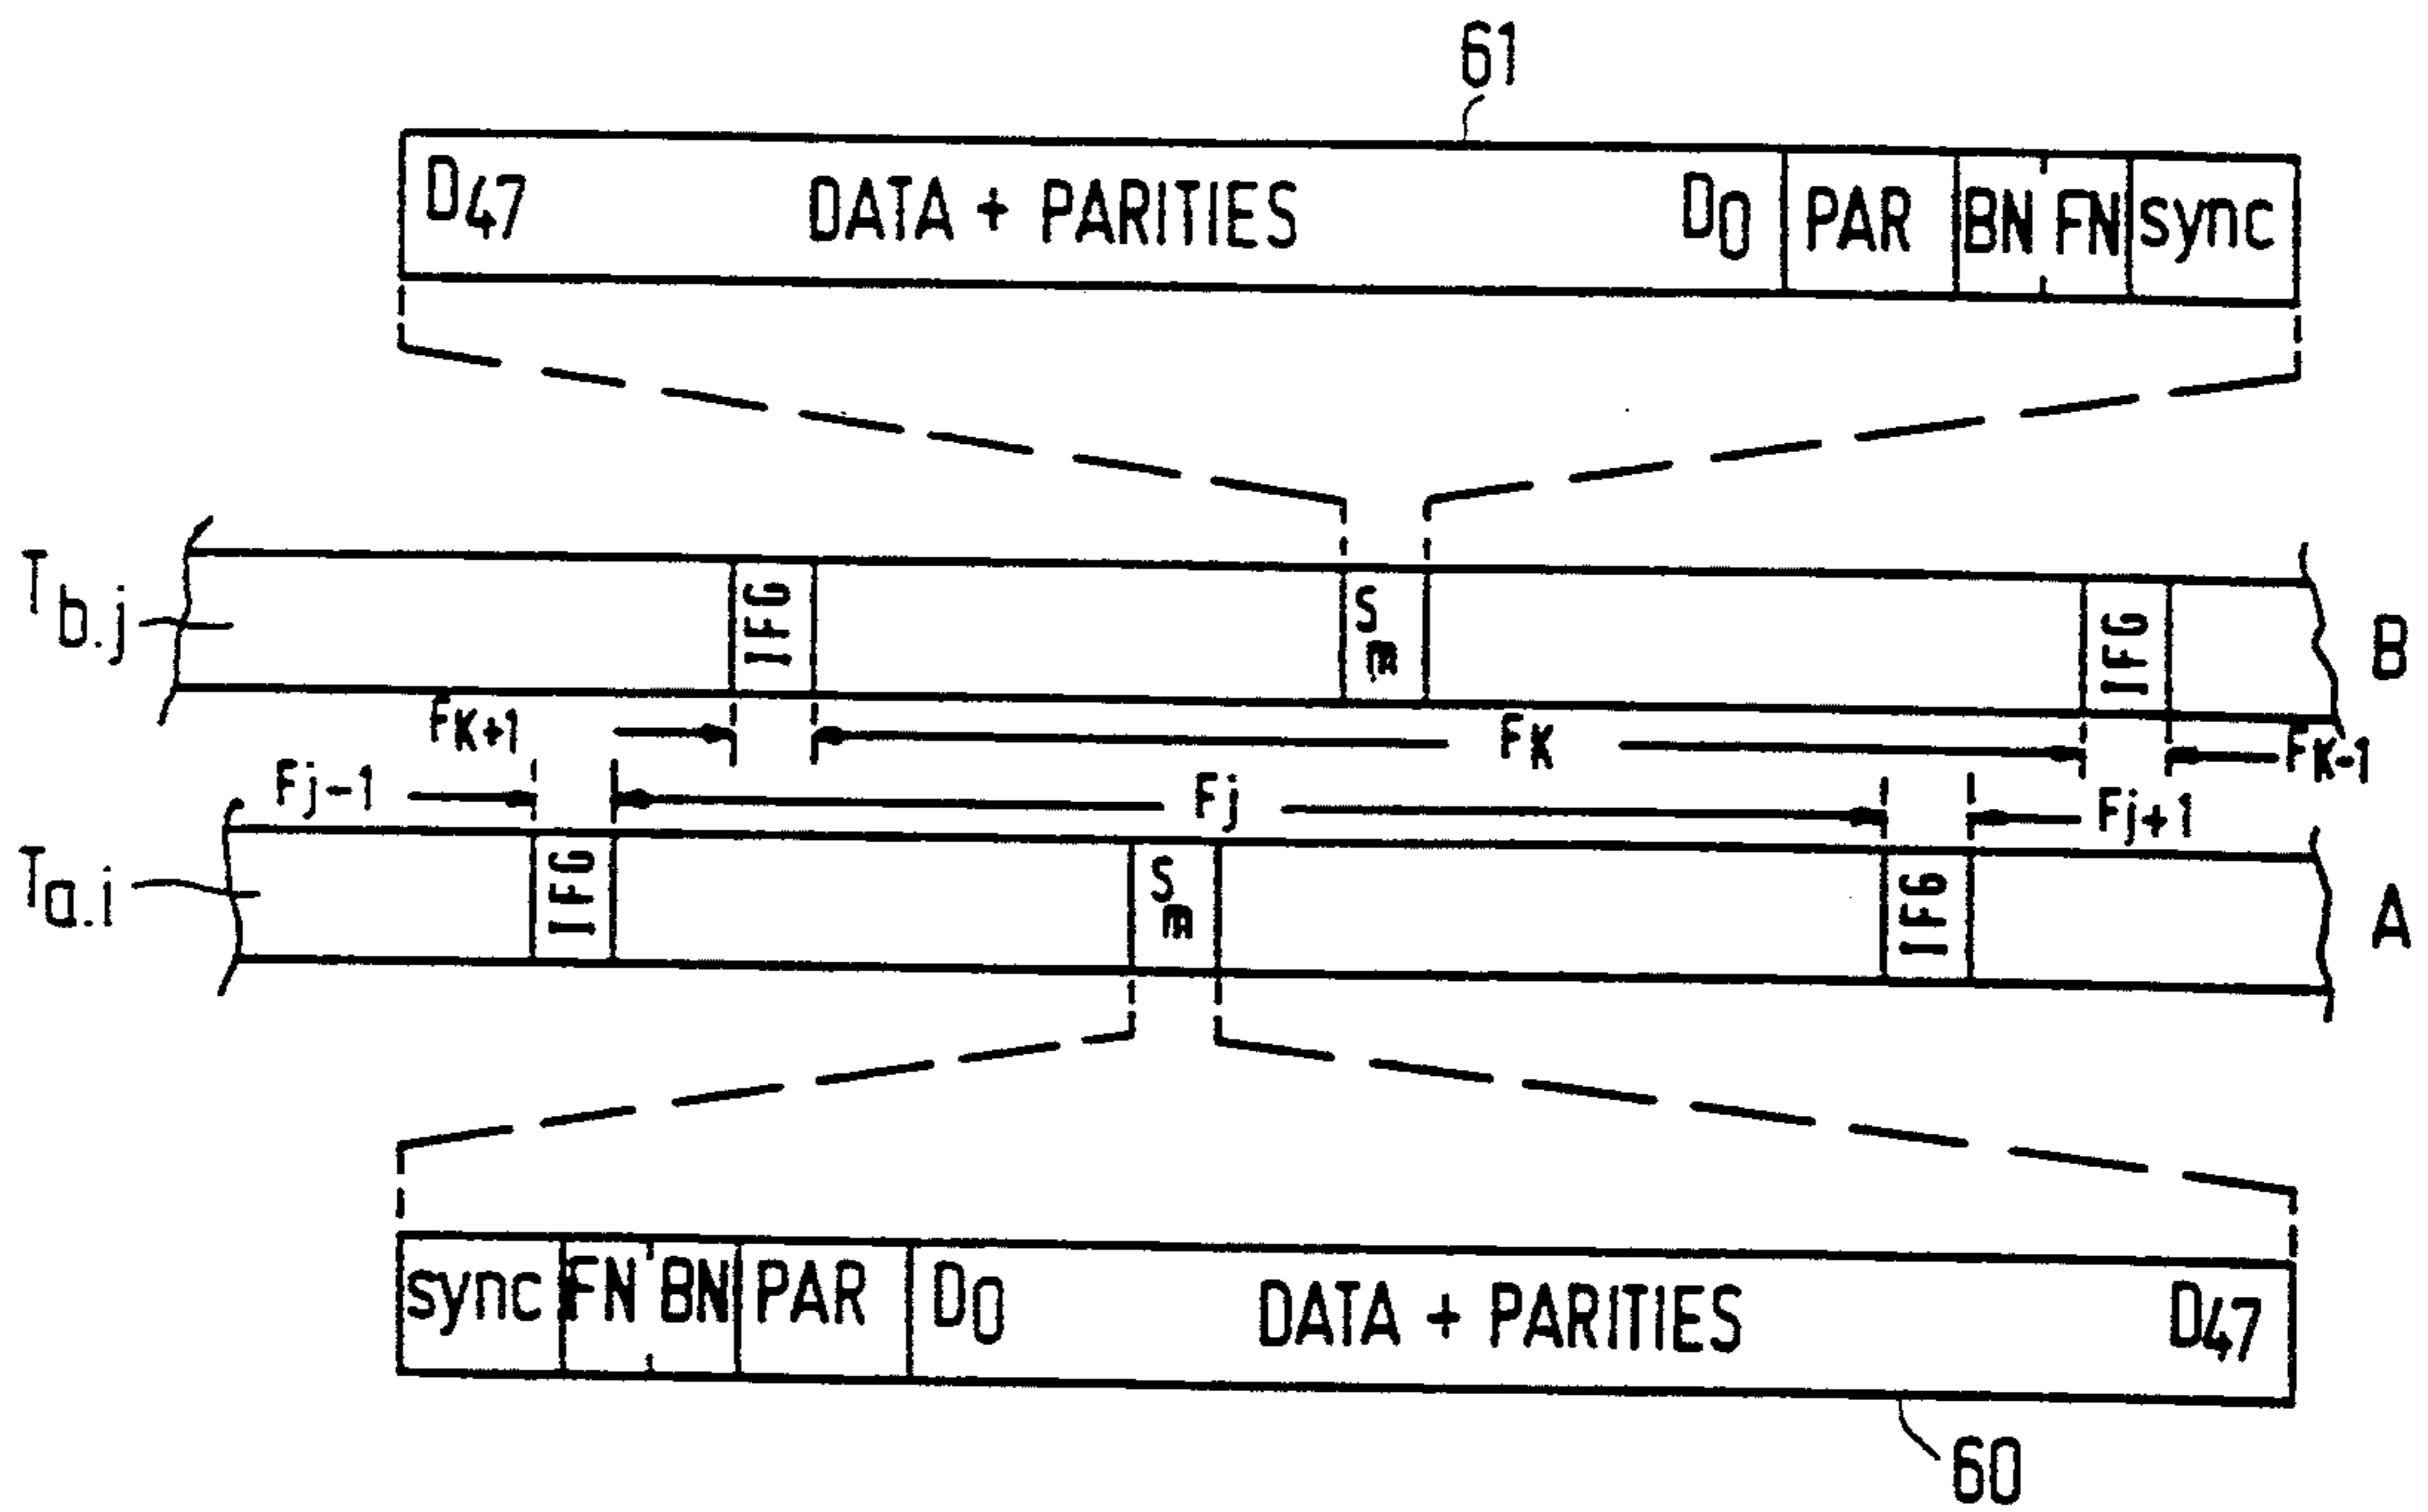 61
D47 DATA + PARITIES D0 PAR BN FN sync
Tb.j IFG Sm IFG B
FK+1 FK FK-1
Fj-1 Fj Fj+1
Ta.i IFG Sm IFG A
sync FN BN PAR D0 DATA + PARITIES D47
60